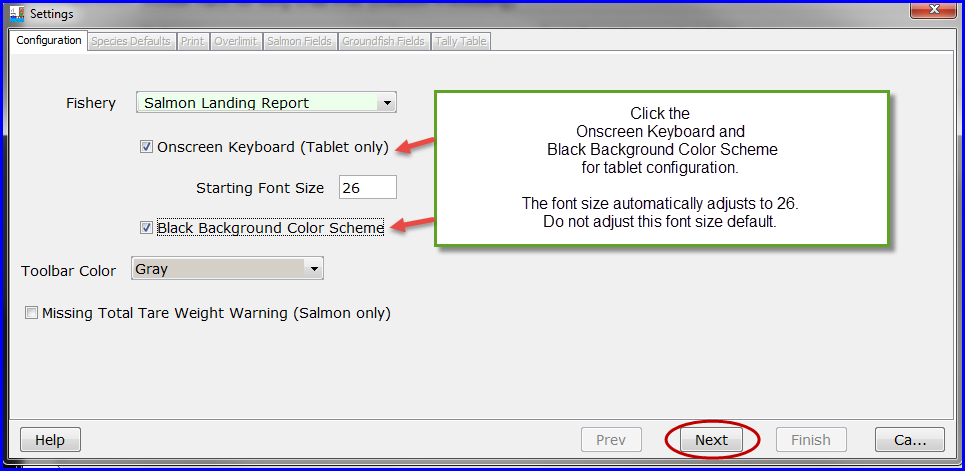 Settings
Configuration Species Defaults Print Overlimit Salmon Fields Groundfish Fields Tally Table
Fishery Salmon Landing Report
Onscreen Keyboard (Tablet only)
Starting Font Size 26
Black Background Color Scheme
Toolbar Color Gray
Missing Total Tare Weight Warning (Salmon only)
Click the
Onscreen Keyboard and
Black Background Color Scheme
for tablet configuration.
The font size automatically adjusts to 26.
Do not adjust this font size default.
Help Prev Next Finish Ca...